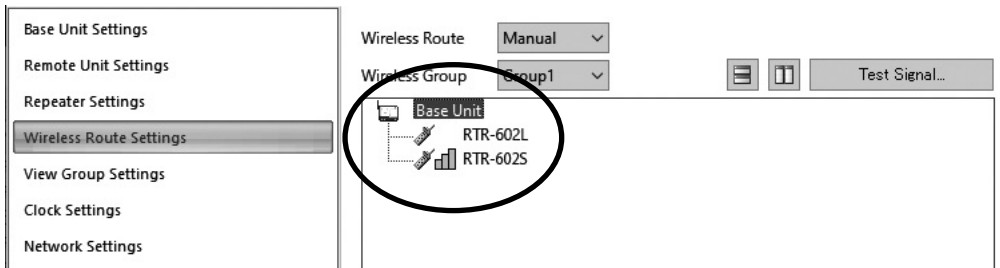 Base Unit Settings
Remote Unit Settings
Repeater Settings
Wireless Route Settings
View Group Settings
Clock Settings
Network Settings
Wireless Route Manual
Wireless Group Group1
Test Signal...
Base Unit
RTR-602L
RTR-602S